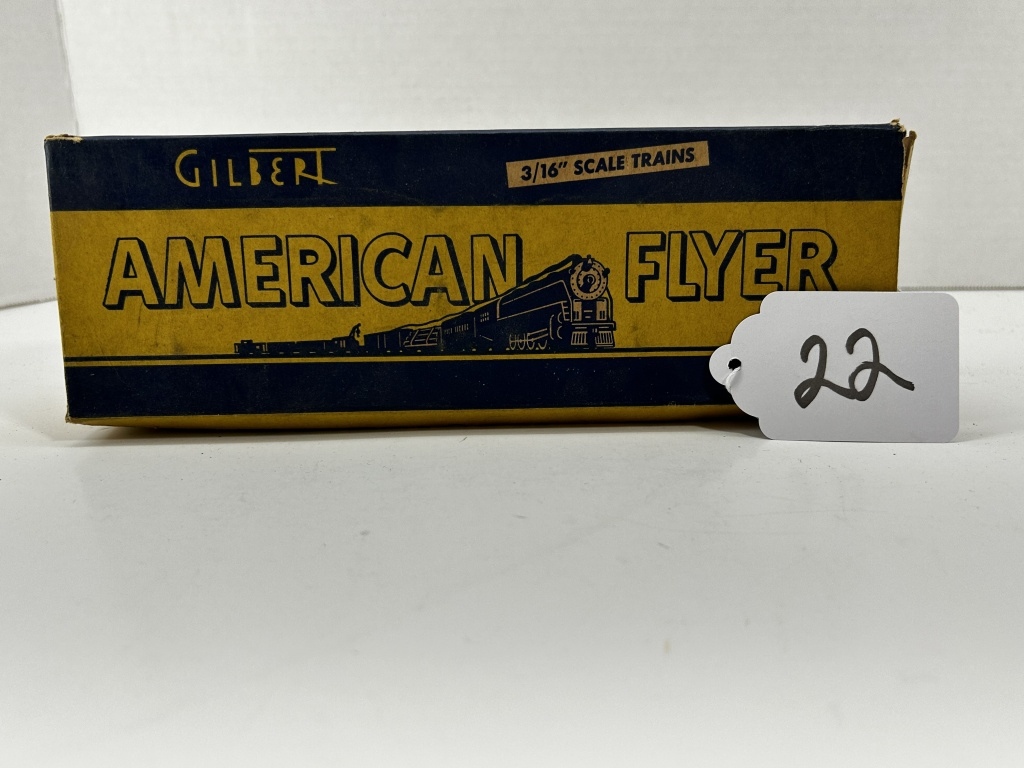 GILBERT
3/16" SCALE TRAINS
AMERICAN FLYER
22